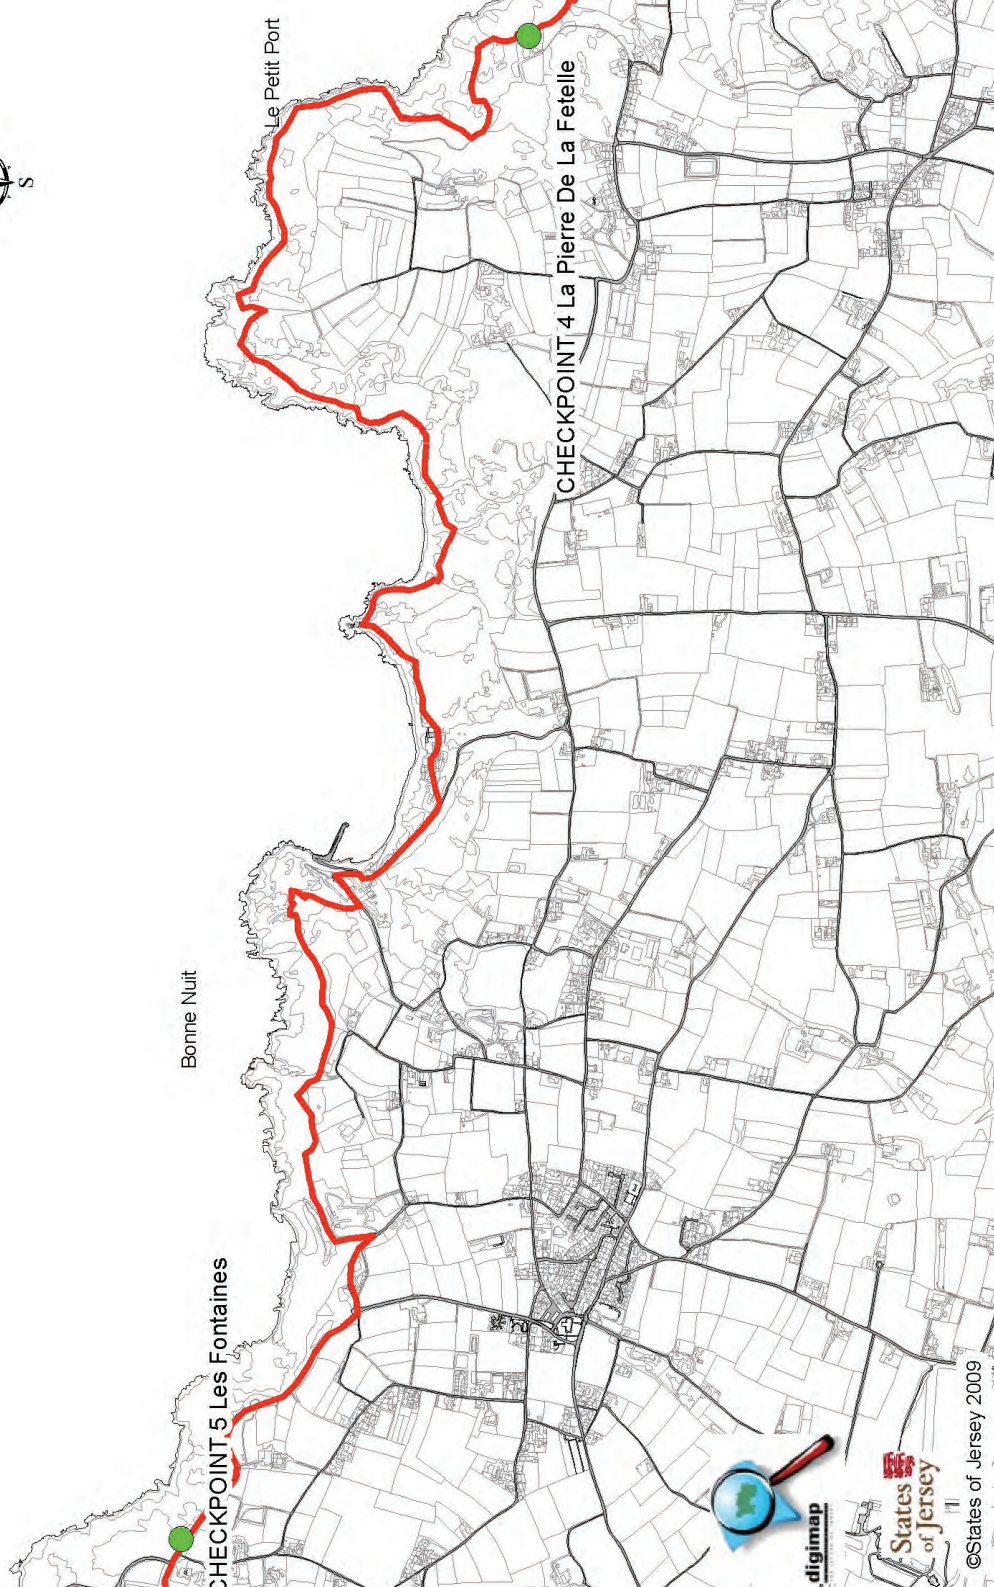 S
Le Petit Port
CHECKPOINT 4 La Pierre De La Fetelle
Bonne Nuit
CHECKPOINT 5 Les Fontaines
digimap
States
of Jersey
©States of Jersey 2009